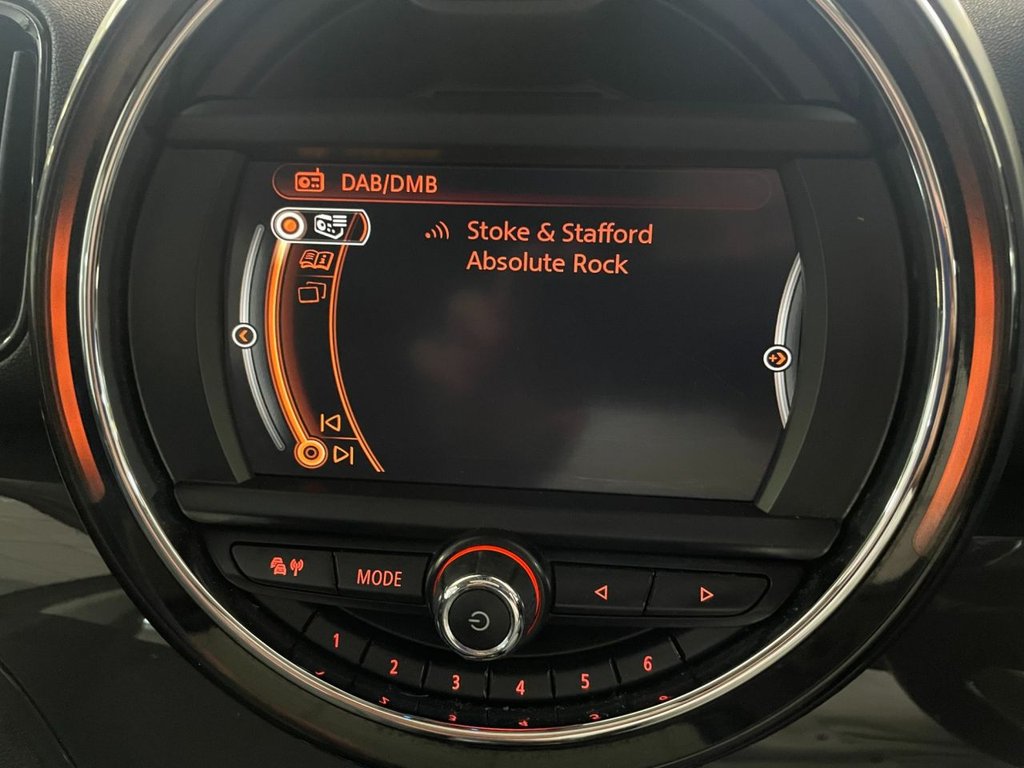 DAB/DMB
Stoke & Stafford
Absolute Rock
MODE
1 2 3 4 5 6